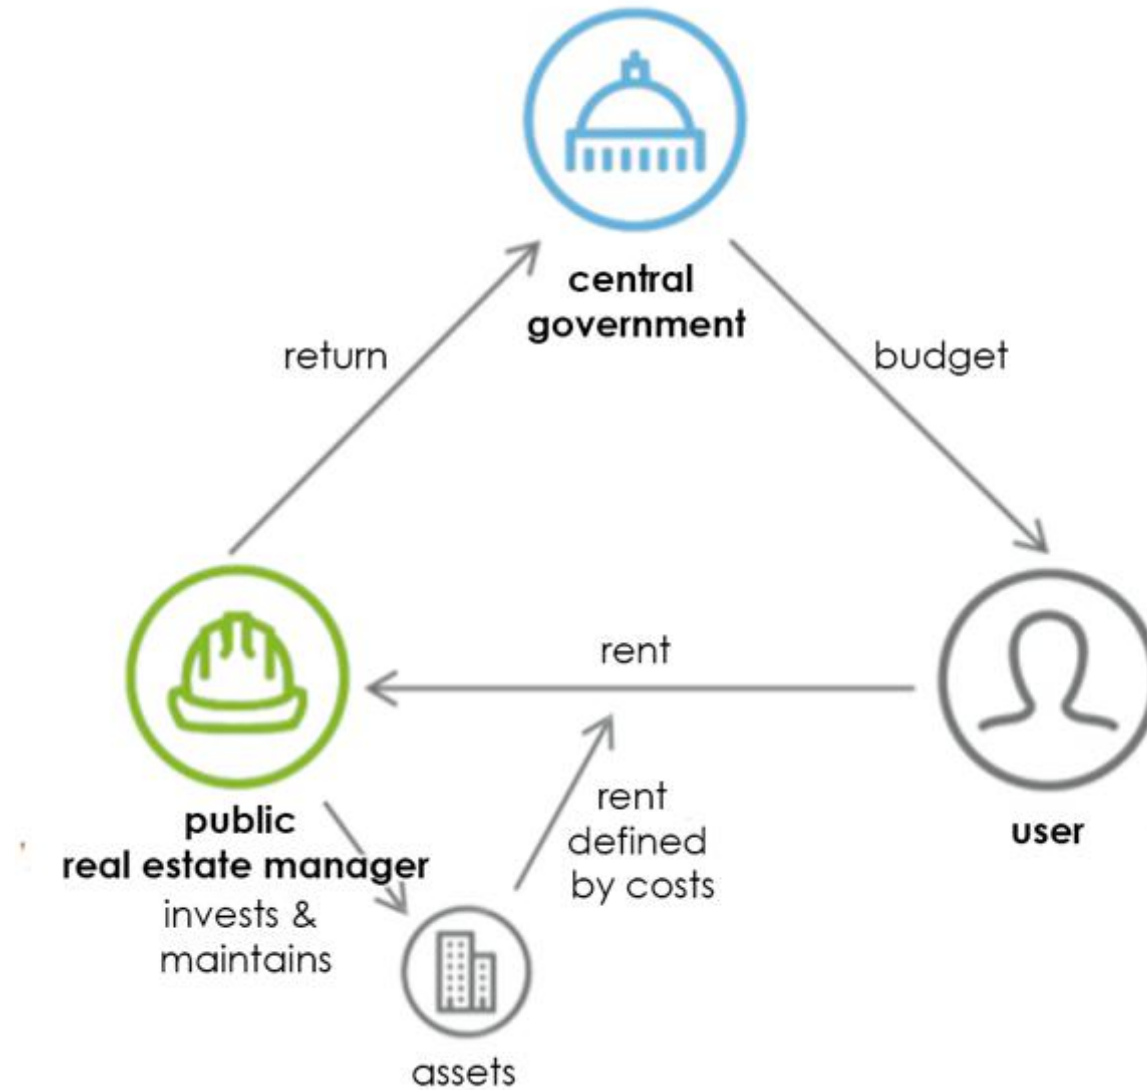 central
government
return
budget
rent
public
real estate manager
invests &
maintains
rent
defined
by costs
user
assets